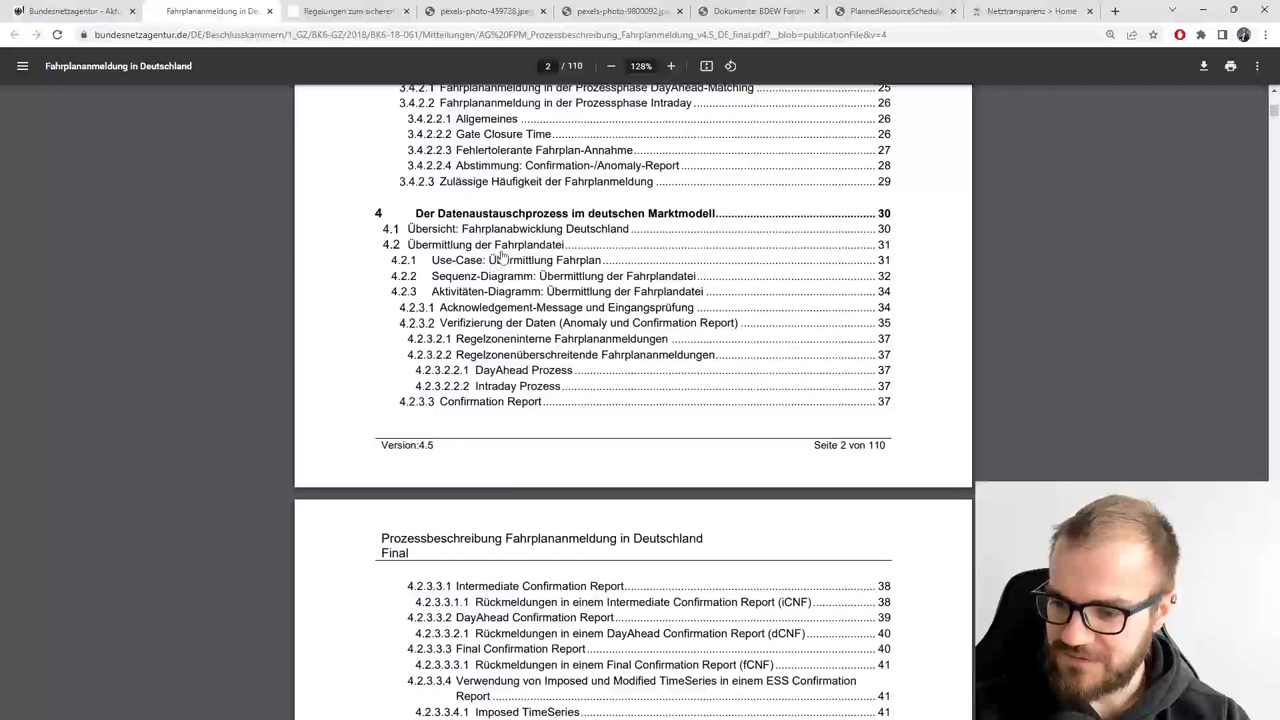 Bundesnetzagentur: - Akt
Fahrplananmeldung in Deutschla
Regelungen zum sicheren
pexels-photo-459728.jpeg
pexels-photo-9800092.jpeg
Dokumente: BDEW Forum
PlannedResourceSchedul
Netztransparenz > Home
bundesnetzagentur.de/DE/Beschlusskammern/1_GZ/BK6-GZ/2018/BK6-18-061/Mitteilungen/AG%20FPM_Prozessbeschreibung_Fahrplananmeldung_v4.5_DE_final.pdf?__blob=publicationFile&v=4
Fahrplananmeldung in Deutschland
2 / 110
128%
3.4.2.1 Fahrplananmeldung in der Prozessphase DayAhead-Matching 25
3.4.2.2 Fahrplananmeldung in der Prozessphase Intraday 26
3.4.2.2.1 Allgemeines 26
3.4.2.2.2 Gate Closure Time 26
3.4.2.2.3 Fehlertolerante Fahrplan-Annahme 27
3.4.2.2.4 Abstimmung: Confirmation-/Anomaly-Report 28
3.4.2.3 Zulässige Häufigkeit der Fahrplanmeldung 29
4 Der Datenaustauschprozess im deutschen Marktmodell 30
4.1 Übersicht: Fahrplanabwicklung Deutschland 30
4.2 Übermittlung der Fahrplandatei 31
4.2.1 Use-Case: Übermittlung Fahrplan 31
4.2.2 Sequenz-Diagramm: Übermittlung der Fahrplandatei 32
4.2.3 Aktivitäten-Diagramm: Übermittlung der Fahrplandatei 34
4.2.3.1 Acknowledgement-Message und Eingangsprüfung 34
4.2.3.2 Verifizierung der Daten (Anomaly und Confirmation Report) 35
4.2.3.2.1 Regelzoneninterne Fahrplananmeldungen 37
4.2.3.2.2 Regelzonenüberschreitende Fahrplananmeldungen 37
4.2.3.2.2.1 DayAhead Prozess 37
4.2.3.2.2.2 Intraday Prozess 37
4.2.3.3 Confirmation Report 37
Version:4.5 Seite 2 von 110
Prozessbeschreibung Fahrplananmeldung in Deutschland
Final
4.2.3.3.1 Intermediate Confirmation Report 38
4.2.3.3.1.1 Rückmeldungen in einem Intermediate Confirmation Report (iCNF) 38
4.2.3.3.2 DayAhead Confirmation Report 39
4.2.3.3.2.1 Rückmeldungen in einem DayAhead Confirmation Report (dCNF) 40
4.2.3.3.3 Final Confirmation Report 40
4.2.3.3.3.1 Rückmeldungen in einem Final Confirmation Report (fCNF) 41
4.2.3.3.4 Verwendung von Imposed und Modified TimeSeries in einem ESS Confirmation
Report 41
4.2.3.3.4.1 Imposed TimeSeries 41